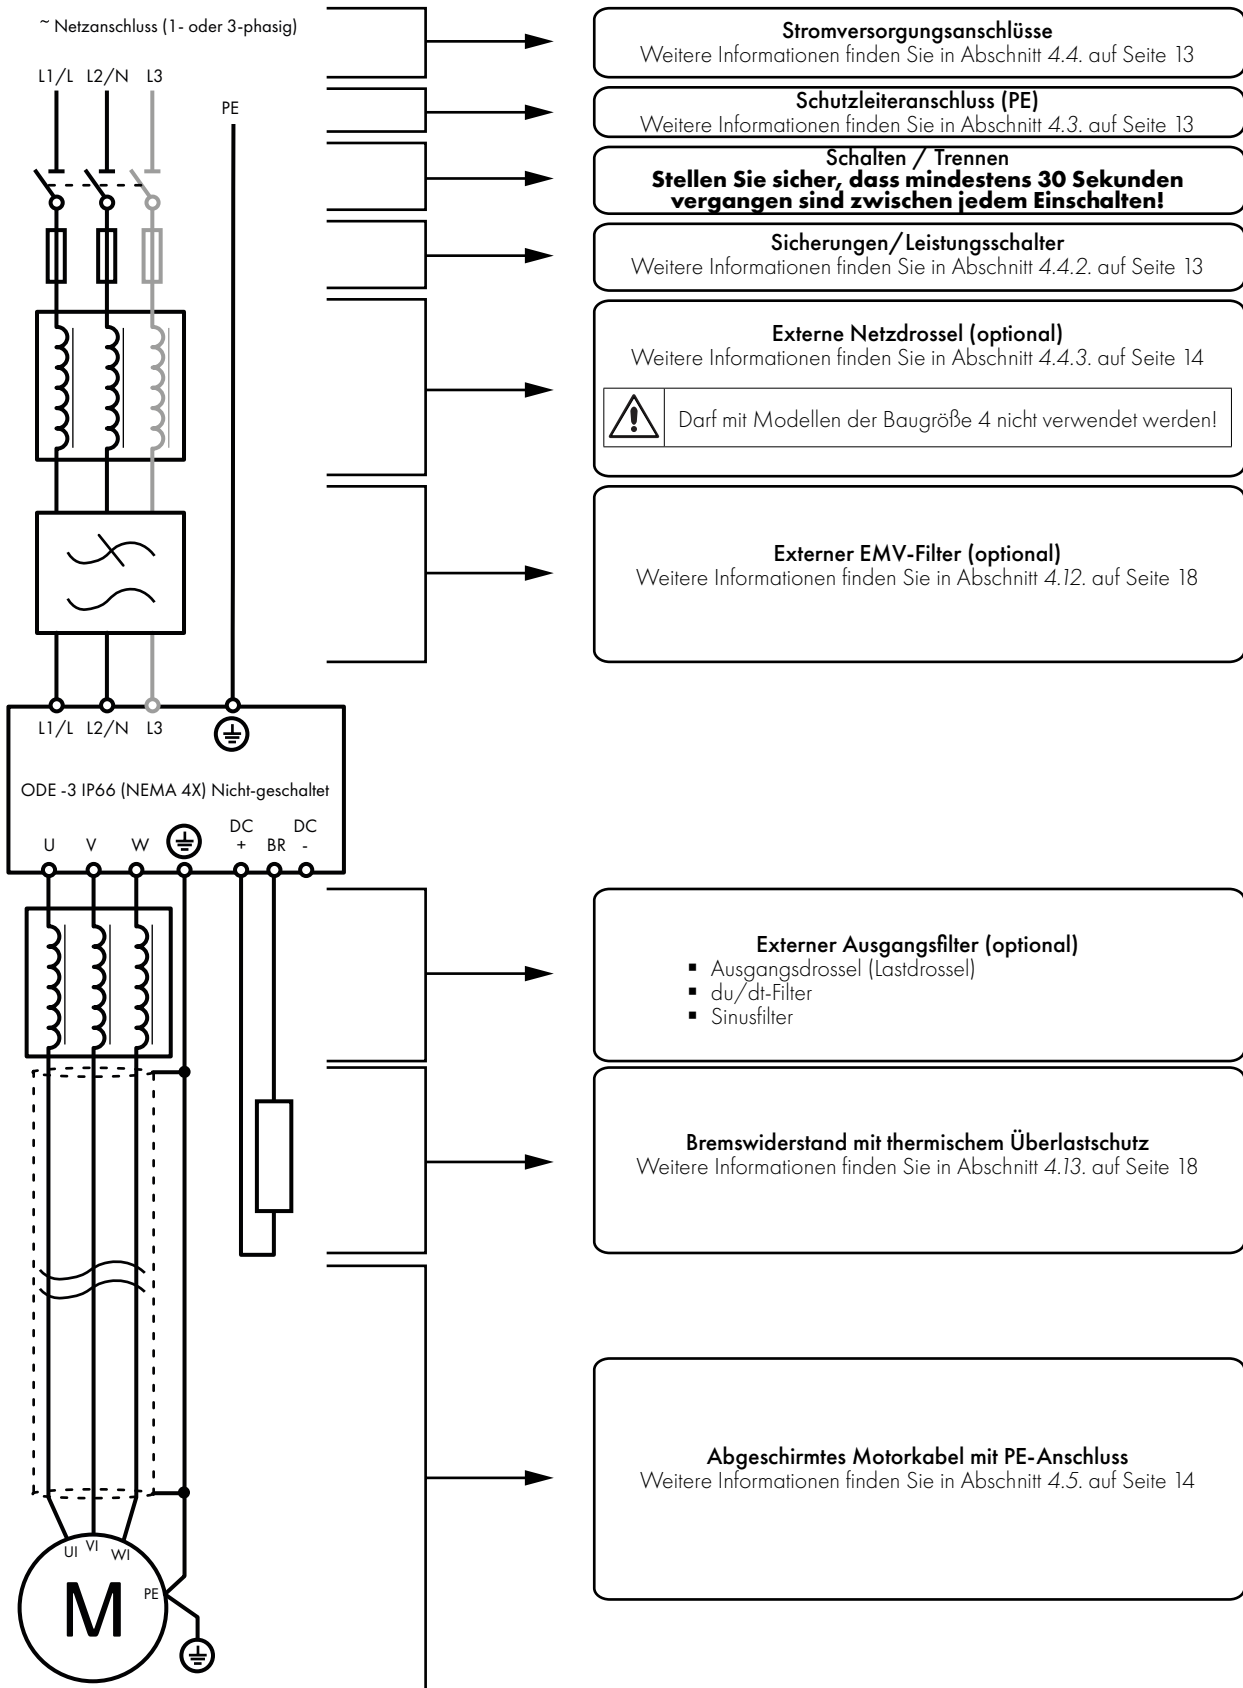 ~ Netzanschluss (1- oder 3-phasig)
L1/L L2/N L3
PE
Stromversorgungsanschlüsse
Weitere Informationen finden Sie in Abschnitt 4.4. auf Seite 13
Schutzleiteranschluss (PE)
Weitere Informationen finden Sie in Abschnitt 4.3. auf Seite 13
Schalten / Trennen
Stellen Sie sicher, dass mindestens 30 Sekunden
vergangen sind zwischen jedem Einschalten!
Sicherungen/Leistungsschalter
Weitere Informationen finden Sie in Abschnitt 4.4.2. auf Seite 13
Externe Netzdrossel (optional)
Weitere Informationen finden Sie in Abschnitt 4.4.3. auf Seite 14
Darf mit Modellen der Baugröße 4 nicht verwendet werden!
Externer EMV-Filter (optional)
Weitere Informationen finden Sie in Abschnitt 4.12. auf Seite 18
L1/L L2/N L3
ODE -3 IP66 (NEMA 4X) Nicht-geschaltet
U V W DC + BR DC -
Externer Ausgangsfilter (optional)
▪ Ausgangsdrossel (Lastdrossel)
▪ du/dt-Filter
▪ Sinusfilter
Bremswiderstand mit thermischem Überlastschutz
Weitere Informationen finden Sie in Abschnitt 4.13. auf Seite 18
Abgeschirmtes Motorkabel mit PE-Anschluss
Weitere Informationen finden Sie in Abschnitt 4.5. auf Seite 14
U1 V1 W1
PE
M